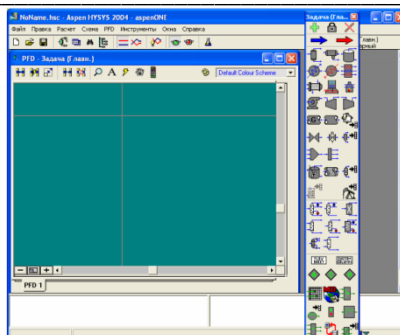 NoName.hsc - Aspen HYSYS 2004 - aspenONE
Файл Правка Расчет Схема PFD Инструменты Окна Справка
PFD - Задача (Главн.)
Default Colour Scheme
PFD 1
Задача (Гла...